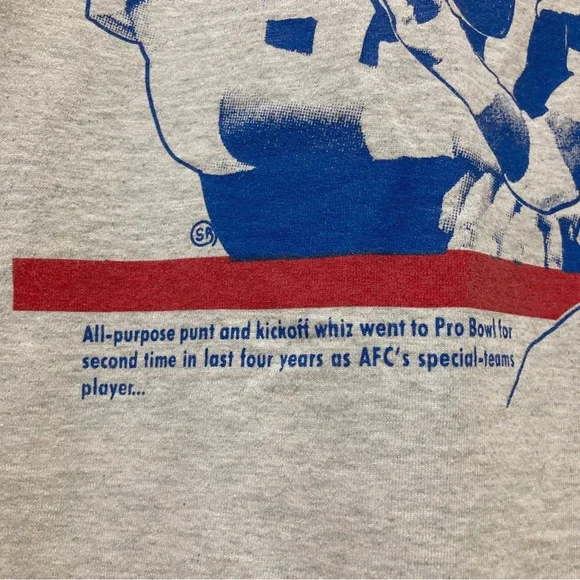 SR
All-purpose punt and kickoff whiz went to Pro Bowl for
second time in last four years as AFC's special-teams
player...